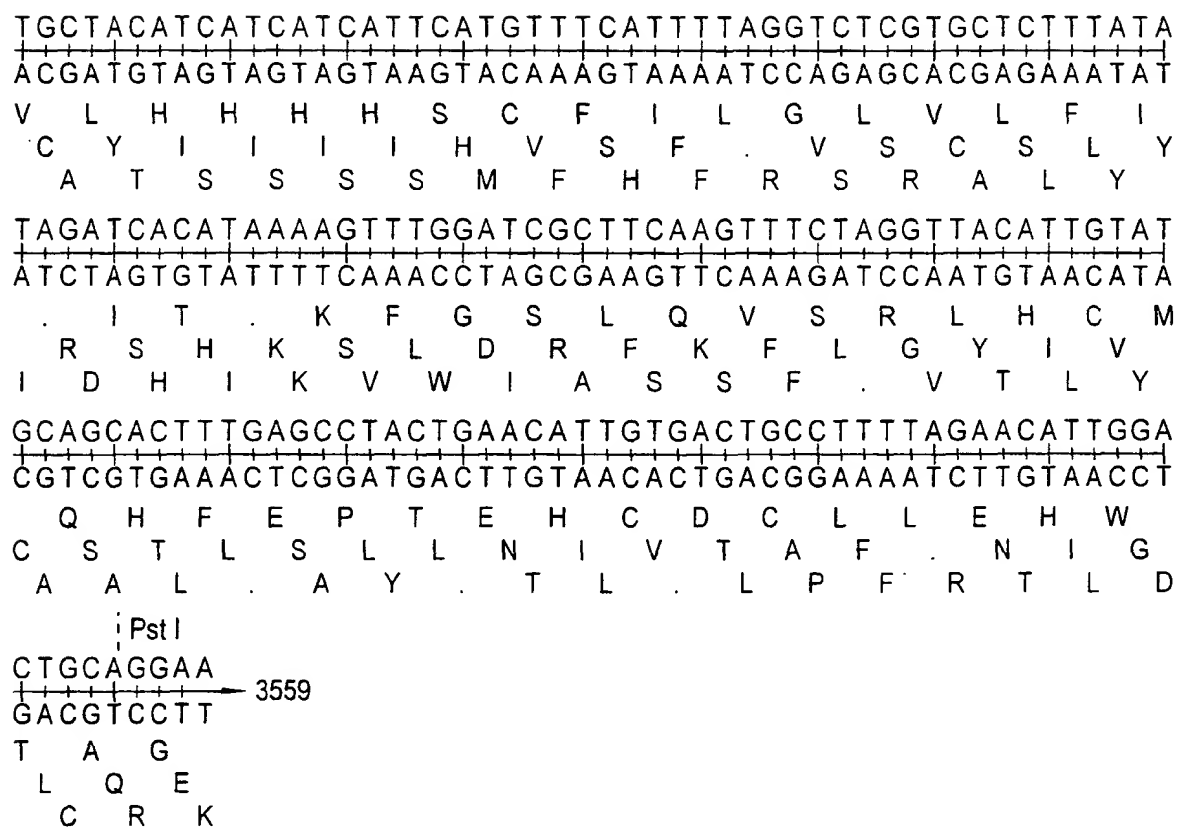 TGCTACATCATCATCATTCATGTTTCATTTTAGGTCTCGTGCTCTTTATA
ACGATGTAGTAGTAGTAAGTACAAAGTAAAATCCAGAGCACGAGAAATAT
V L H H H H S C F I L G L V L F I
C Y I I I I H V S F . V S C S L Y
A T S S S S M F H F R S R A L Y
TAGATCACATAAAAGTTTGGATCGCTTCAAGTTTCTAGGTTACATTGTAT
ATCTAGTGTATTTTCAAACCTAGCGAAGTTCAAAGATCCAATGTAACATA
. I T . K F G S L Q V S R L H C M
R S H K S L D R F K F L G Y I V
I D H I K V W I A S S F . V T L Y
GCAGCACTTTGAGCCTACTGAACATTGTGACTGCCTTTTAGAACATTGGA
CGTCGTGAAACTCGGATGACTTGTAACACTGACGGAAAATCTTGTAACCT
Q H F E P T E H C D C L L E H W
C S T L S L L N I V T A F . N I G
A A L . A Y . T L . L P F R T L D
Pst I
CTGCAGGAA
3559
GACGTCCTT
T A G
L Q E
C R K